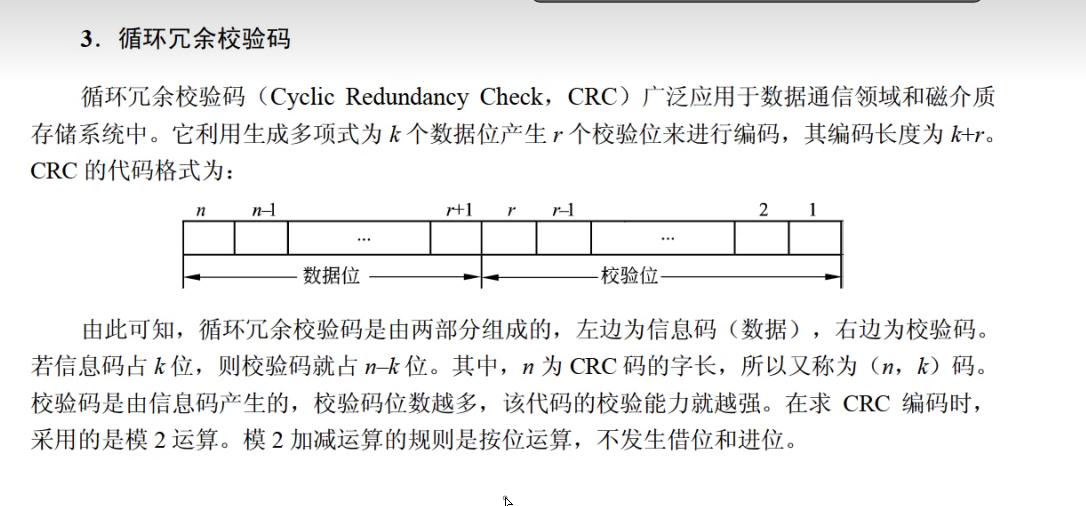 3．循环冗余校验码
循环冗余校验码（Cyclic Redundancy Check，CRC）广泛应用于数据通信领域和磁介质
存储系统中。它利用生成多项式为 k 个数据位产生 r 个校验位来进行编码，其编码长度为 k+r。
CRC 的代码格式为：
n n–1 r+1 r r–1 2 1
… …
数据位 校验位
由此可知，循环冗余校验码是由两部分组成的，左边为信息码（数据），右边为校验码。
若信息码占 k 位，则校验码就占 n–k 位。其中，n 为 CRC 码的字长，所以又称为（n，k）码。
校验码是由信息码产生的，校验码位数越多，该代码的校验能力就越强。在求 CRC 编码时，
采用的是模 2 运算。模 2 加减运算的规则是按位运算，不发生借位和进位。